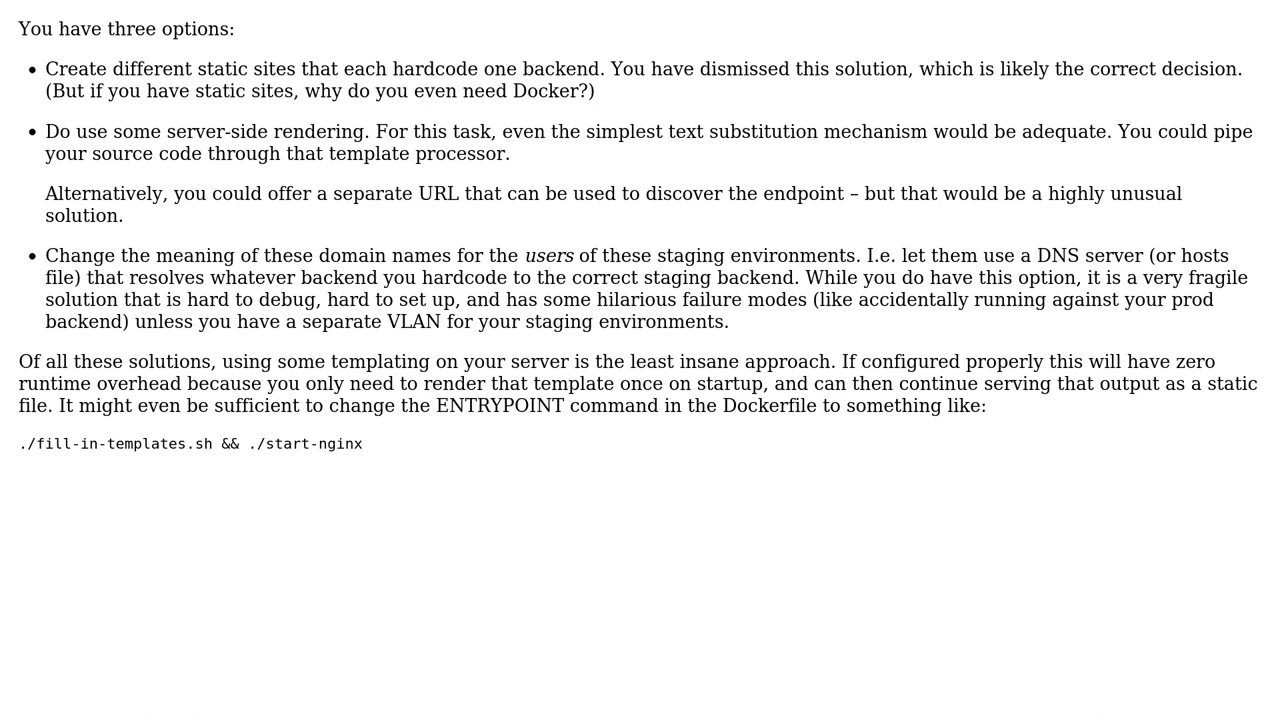 You have three options:
• Create different static sites that each hardcode one backend. You have dismissed this solution, which is likely the correct decision.
(But if you have static sites, why do you even need Docker?)
• Do use some server-side rendering. For this task, even the simplest text substitution mechanism would be adequate. You could pipe
your source code through that template processor.
Alternatively, you could offer a separate URL that can be used to discover the endpoint – but that would be a highly unusual
solution.
• Change the meaning of these domain names for the users of these staging environments. I.e. let them use a DNS server (or hosts
file) that resolves whatever backend you hardcode to the correct staging backend. While you do have this option, it is a very fragile
solution that is hard to debug, hard to set up, and has some hilarious failure modes (like accidentally running against your prod
backend) unless you have a separate VLAN for your staging environments.
Of all these solutions, using some templating on your server is the least insane approach. If configured properly this will have zero
runtime overhead because you only need to render that template once on startup, and can then continue serving that output as a static
file. It might even be sufficient to change the ENTRYPOINT command in the Dockerfile to something like:
./fill-in-templates.sh && ./start-nginx